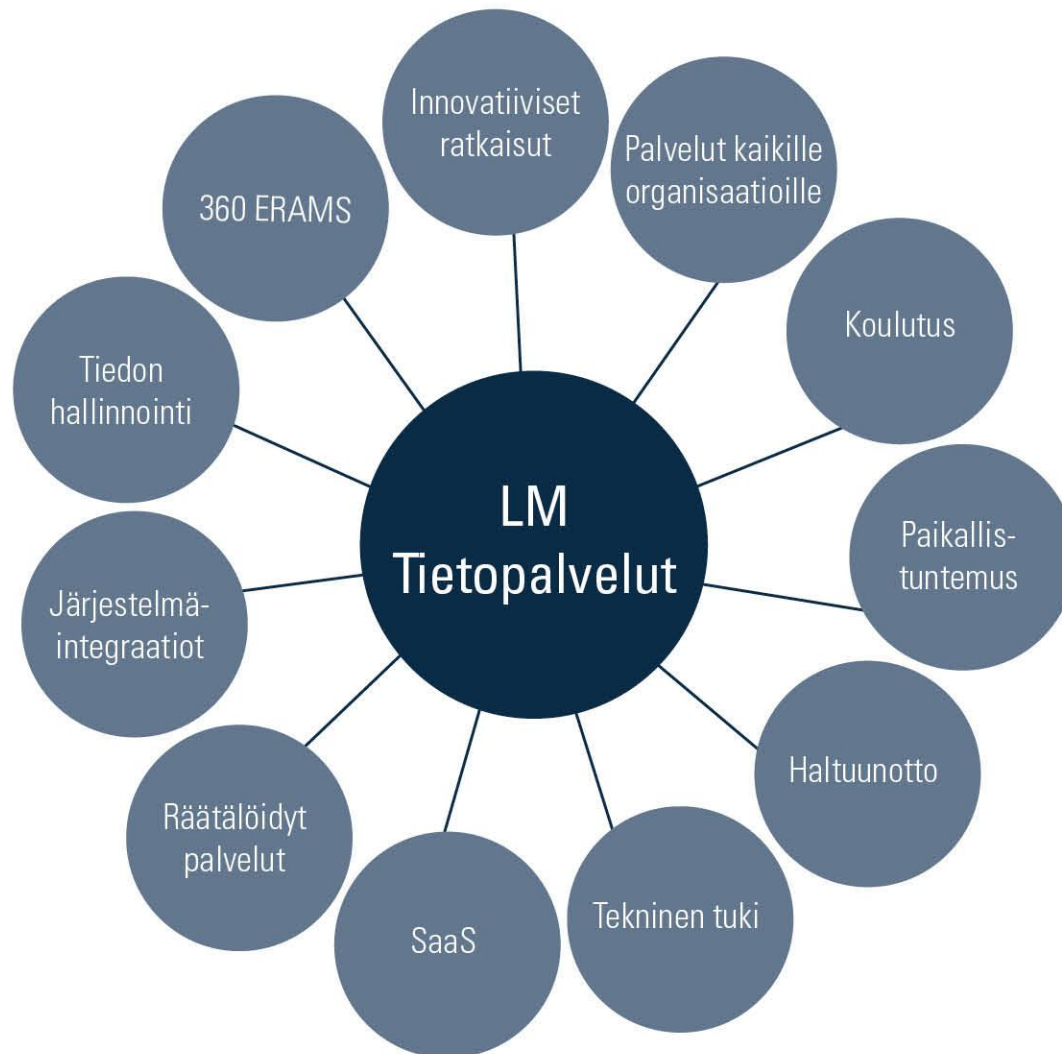 Innovatiiviset
ratkaisut
Palvelut kaikille
organisaatioille
360 ERAMS
Koulutus
Tiedon
hallinnointi
LM
Tietopalvelut
Paikallis-
tuntemus
Järjestelmä-
integraatiot
Haltuunotto
Räätälöidyt
palvelut
Tekninen tuki
SaaS